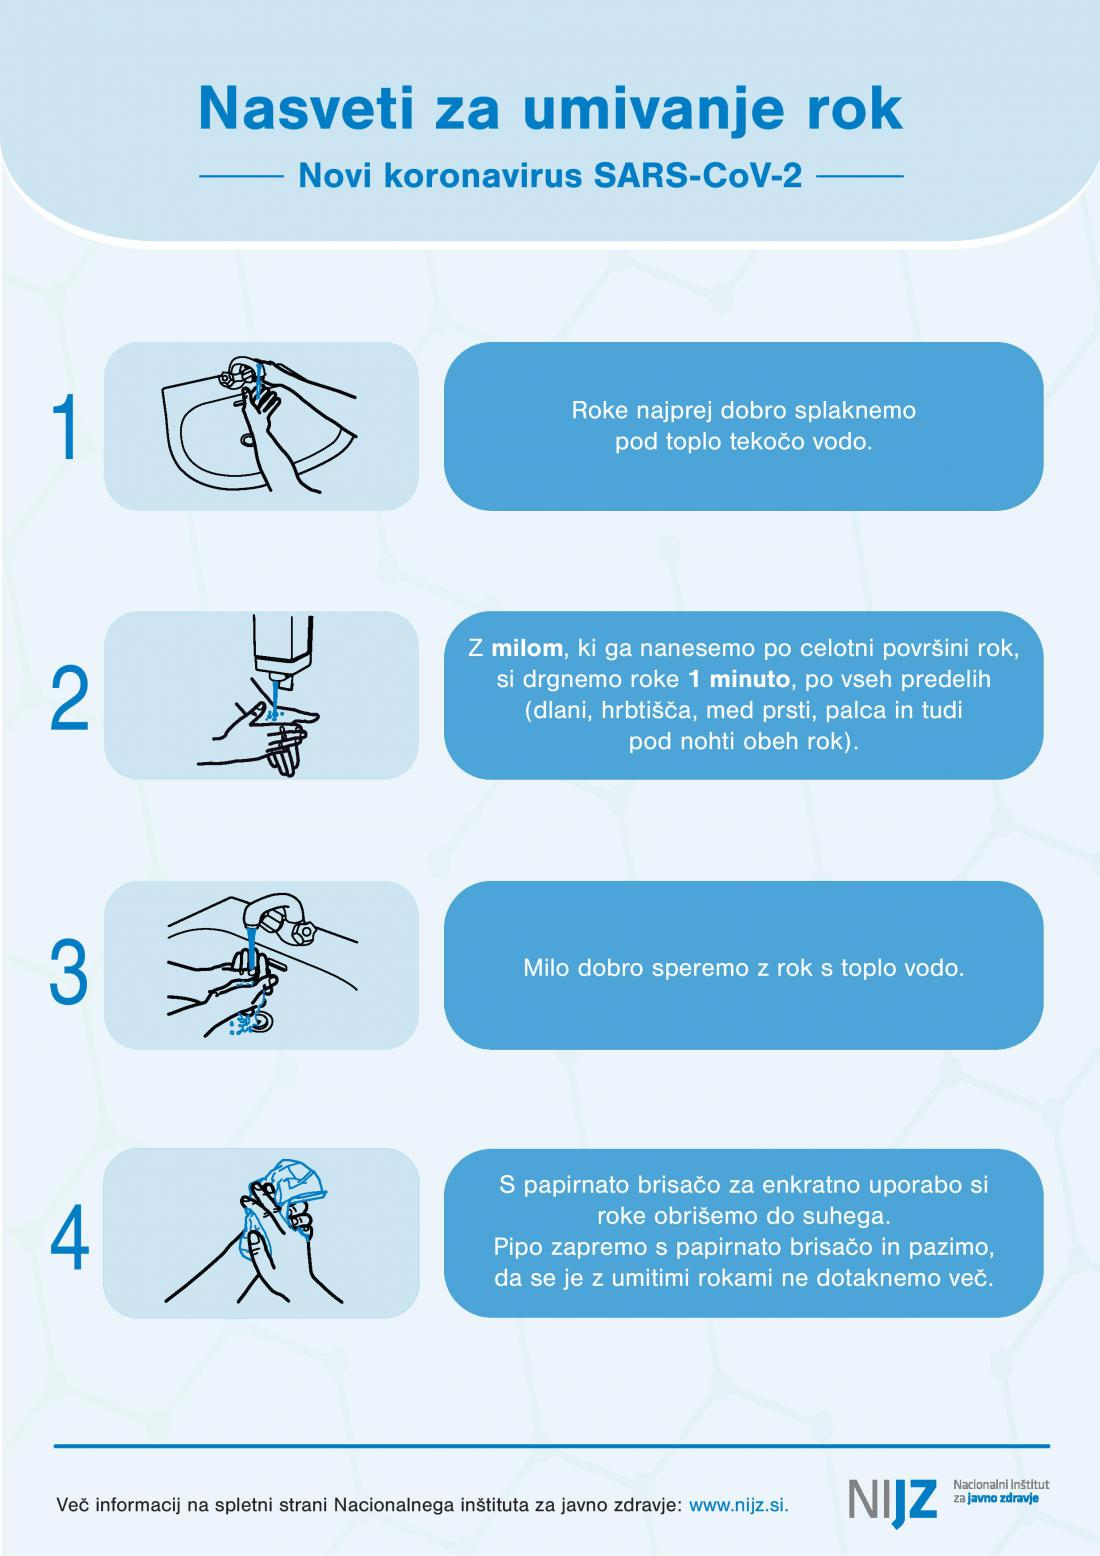 Nasveti za umivanje rok
Novi koronavirus SARS-CoV-2
1
Roke najprej dobro splaknemo
pod toplo tekočo vodo.
2
Z milom, ki ga nanesemo po celotni površini rok,
si drgnemo roke 1 minuto, po vseh predelih
(dlani, hrbtišča, med prsti, palca in tudi
pod nohti obeh rok).
3
Milo dobro speremo z rok s toplo vodo.
4
S papirnato brisačo za enkratno uporabo si
roke obrišemo do suhega.
Pipo zapremo s papirnato brisačo in pazimo,
da se je z umitimi rokami ne dotaknemo več.
Več informacij na spletni strani Nacionalnega inštituta za javno zdravje: www.nijz.si.
NIJZ
Nacionalni inštitut
za javno zdravje